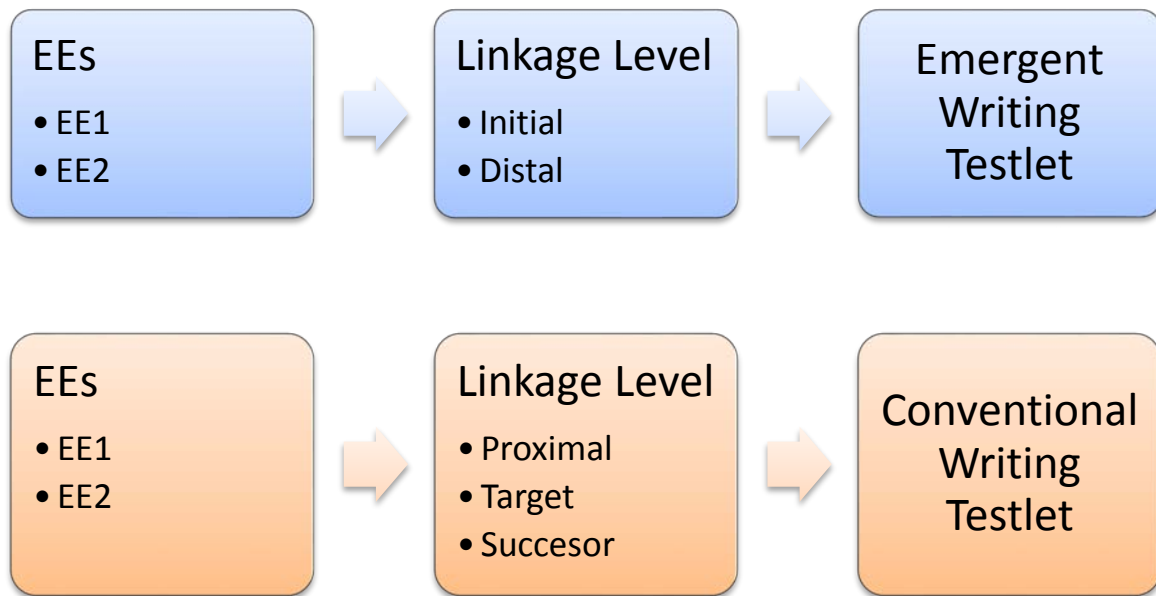 EEs
• EE1
• EE2
Linkage Level
• Initial
• Distal
Emergent
Writing
Testlet
EEs
• EE1
• EE2
Linkage Level
• Proximal
• Target
• Succesor
Conventional
Writing
Testlet